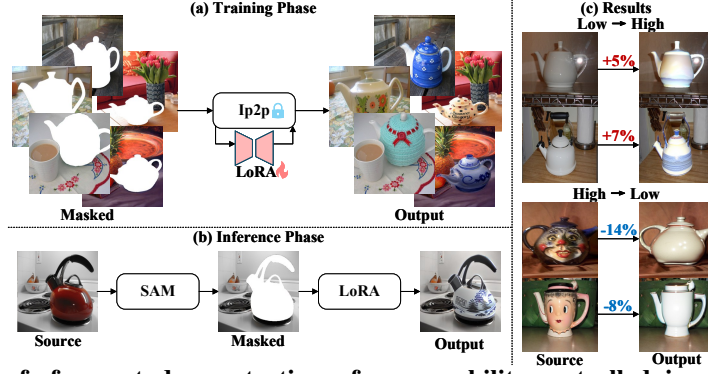 (a) Training Phase
Ip2p
LoRA
Masked
Output
(b) Inference Phase
SAM
LoRA
Source
Masked
Output
(c) Results
Low → High
+5%
+7%
High → Low
-14%
-8%
Source
Output